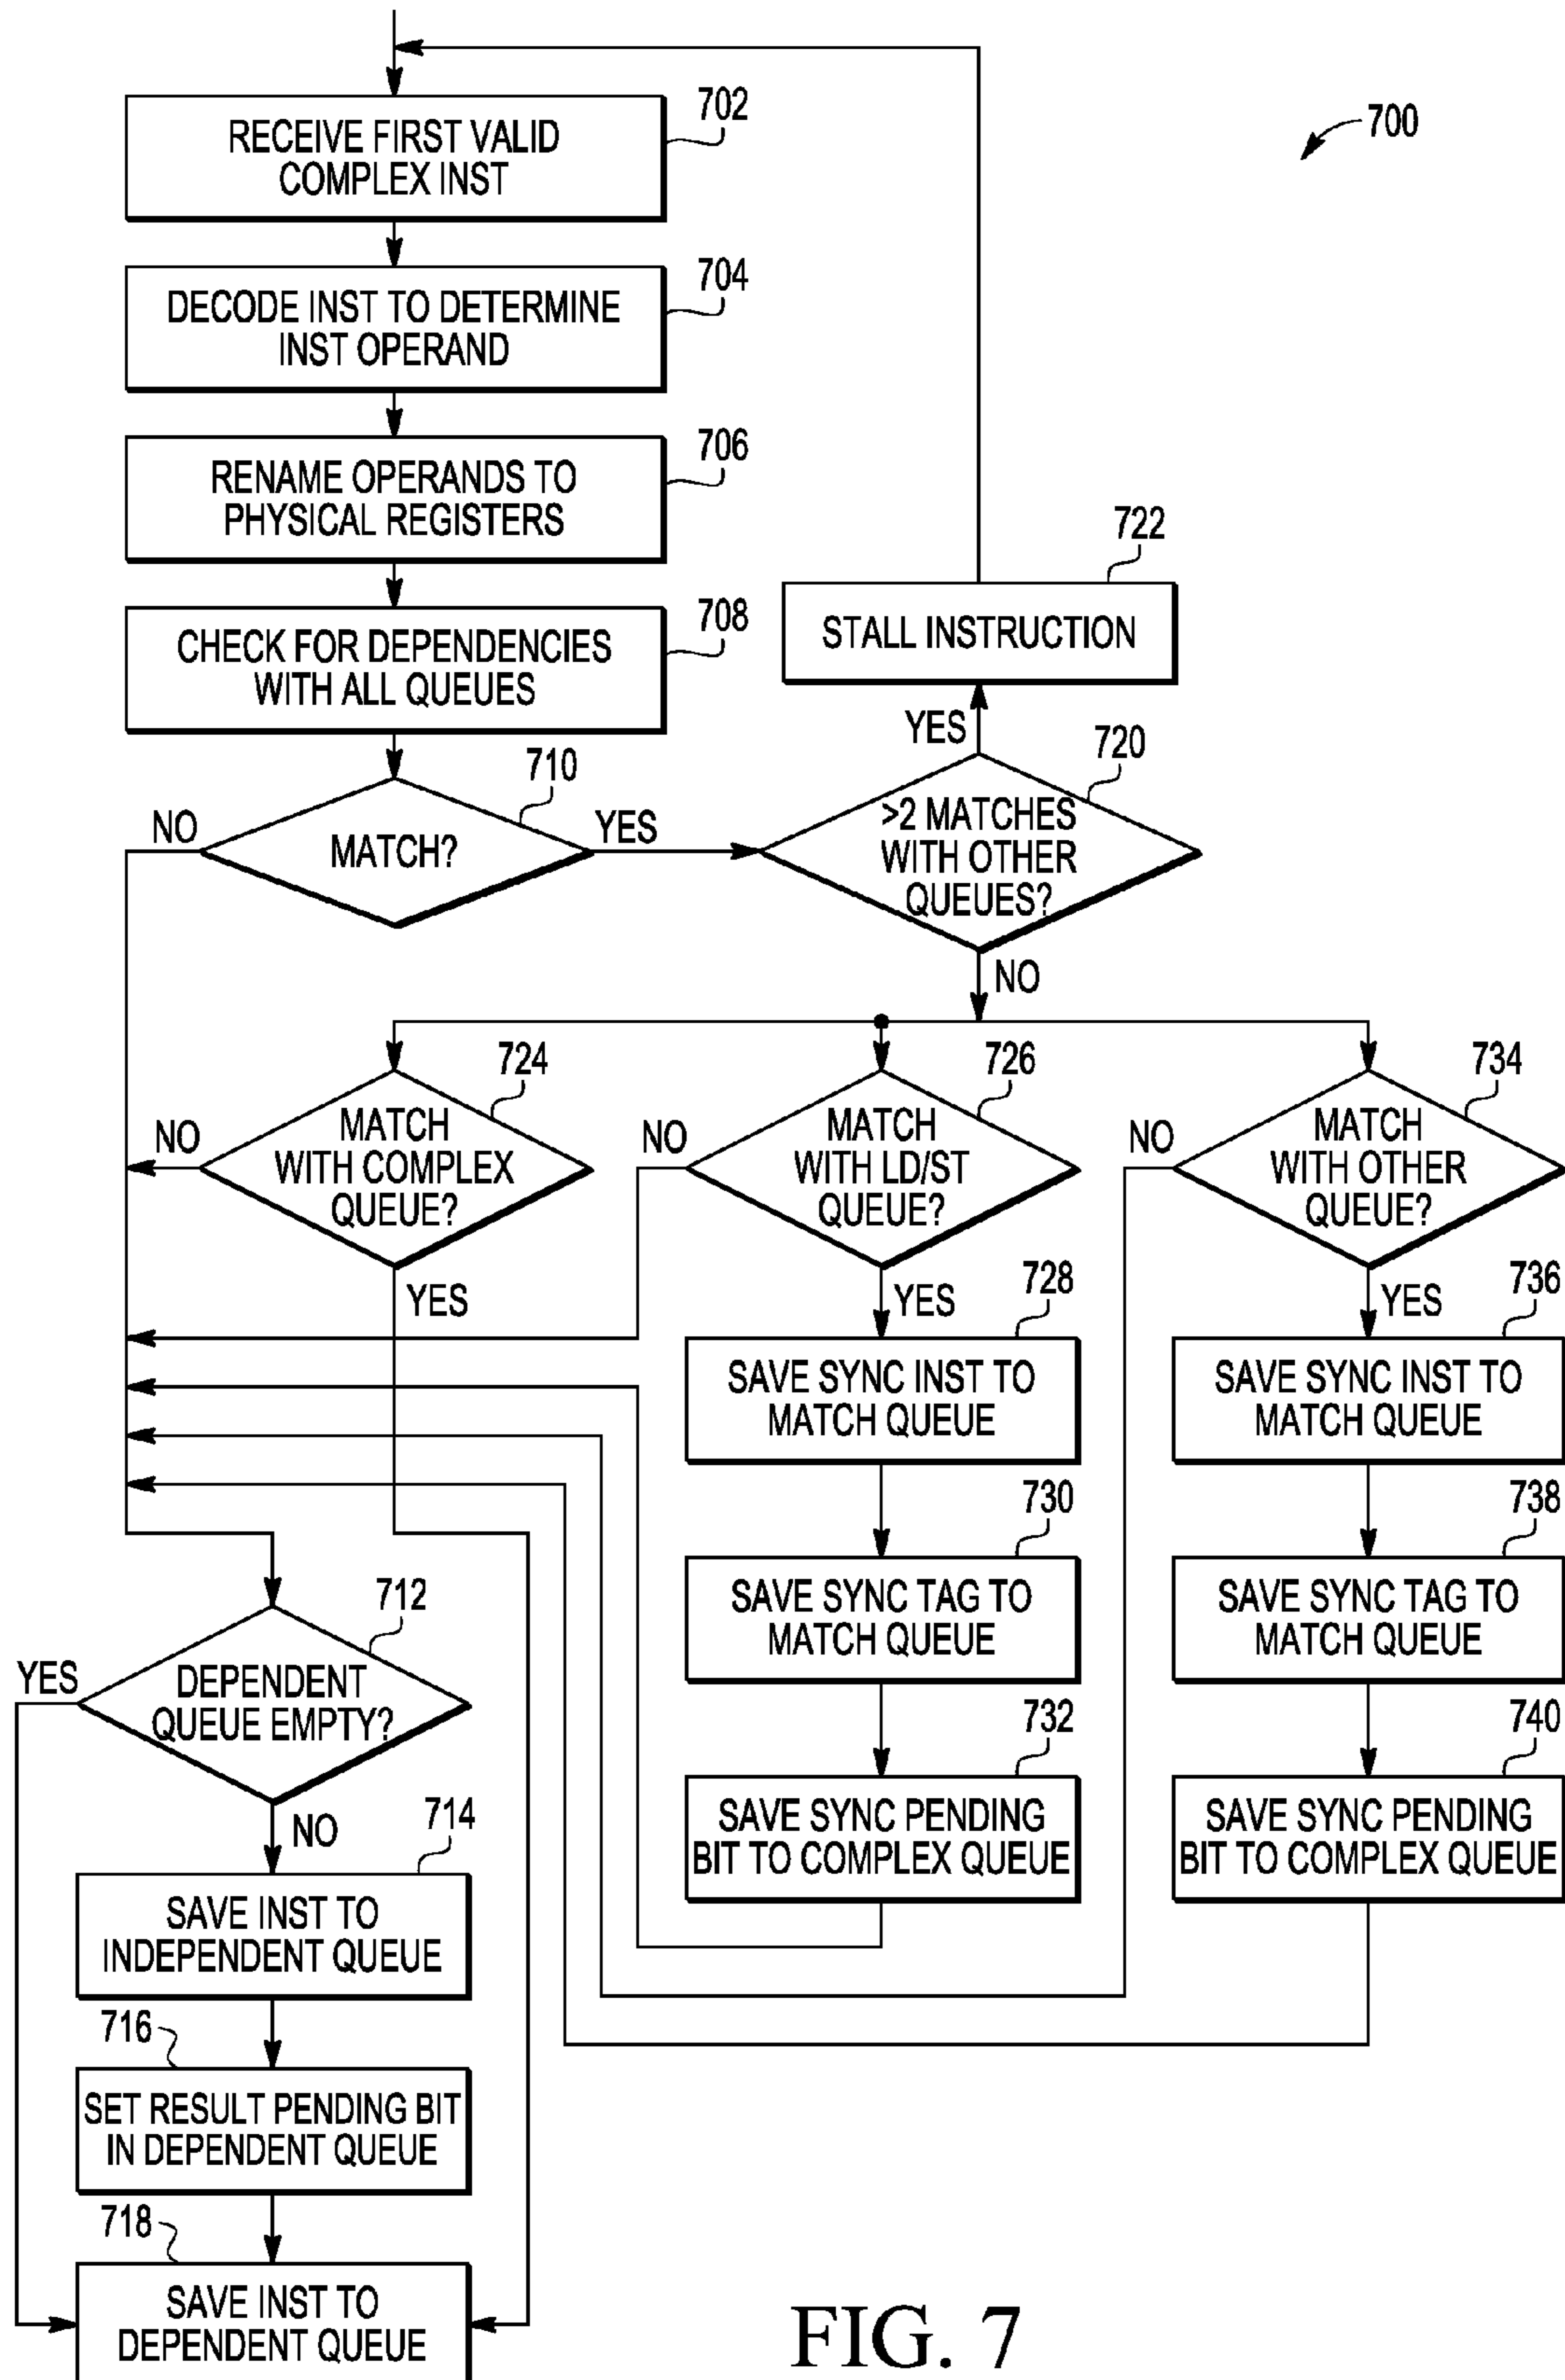 702
RECEIVE FIRST VALID
COMPLEX INST
700
704
DECODE INST TO DETERMINE
INST OPERAND
706
RENAME OPERANDS TO
PHYSICAL REGISTERS
722
STALL INSTRUCTION
708
CHECK FOR DEPENDENCIES
WITH ALL QUEUES
YES
720
710
NO
MATCH?
YES
>2 MATCHES
WITH OTHER
QUEUES?
NO
724
NO
MATCH
WITH COMPLEX
QUEUE?
YES
726
NO
MATCH
WITH LD/ST
QUEUE?
YES
734
NO
MATCH
WITH OTHER
QUEUE?
YES
728
SAVE SYNC INST TO
MATCH QUEUE
736
SAVE SYNC INST TO
MATCH QUEUE
730
SAVE SYNC TAG TO
MATCH QUEUE
738
SAVE SYNC TAG TO
MATCH QUEUE
732
SAVE SYNC PENDING
BIT TO COMPLEX QUEUE
740
SAVE SYNC PENDING
BIT TO COMPLEX QUEUE
712
YES
DEPENDENT
QUEUE EMPTY?
NO
714
SAVE INST TO
INDEPENDENT QUEUE
716
SET RESULT PENDING BIT
IN DEPENDENT QUEUE
718
SAVE INST TO
DEPENDENT QUEUE
FIG. 7